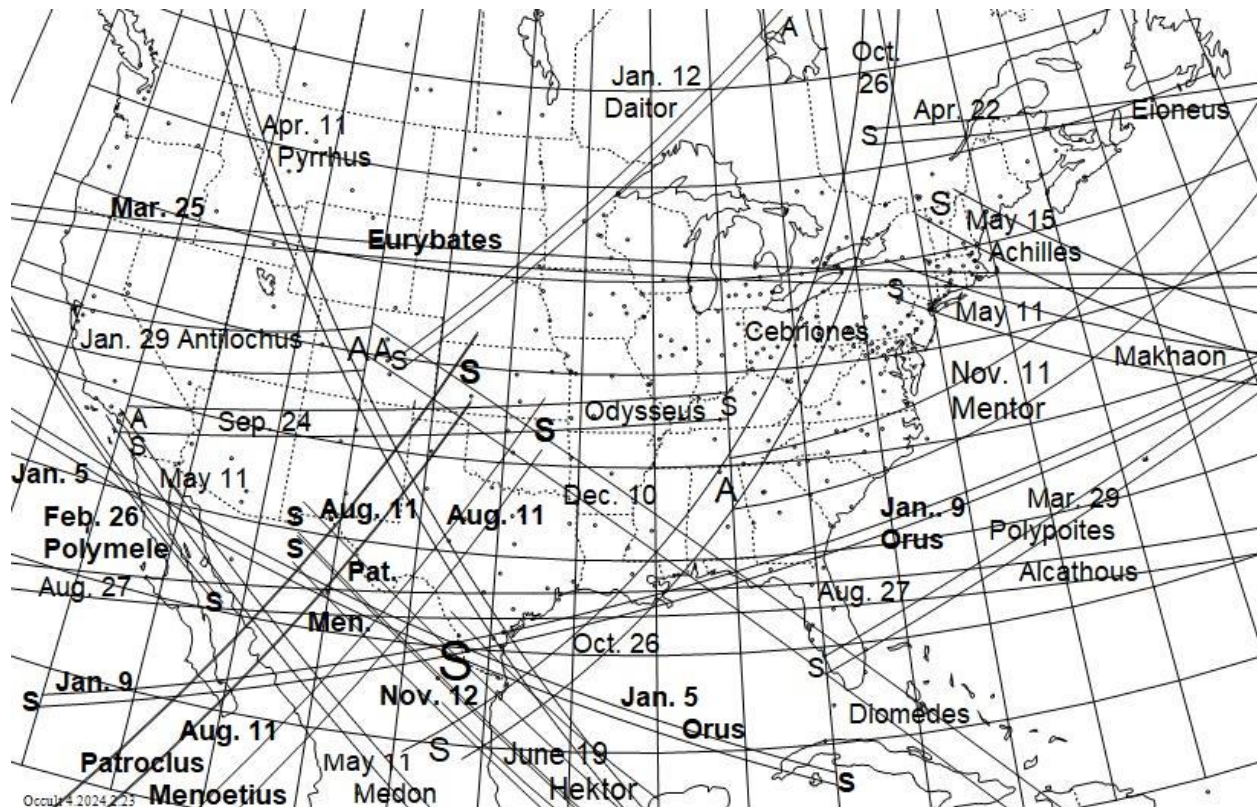 A
Oct.
26
Jan. 12
Daitor
Apr. 22
Eioneus
S
Apr. 11
Pyrrhus
Mar. 25
Eurybates
S
May 15
Achilles
S
May 11
Cebriones
Makhaon
Jan. 29 Antilochus
A A S
S
Nov. 11
Mentor
A
Sep. 24
Odysseus S
S
S
Jan. 5
May 11
Dec. 10
A
Feb. 26
Polymele
S
Aug. 11
Aug. 11
Jan.. 9
Orus
Mar. 29
Polypoites
S
Pat.
Alcathous
Aug. 27
S
Men.
Aug. 27
Oct. 26
S
S
Jan. 9
S
Nov. 12
Jan. 5
Orus
Diomedes
Aug. 11
S
June 19
Hektor
S
Patroclus
Menoetius
May 11
Medon
Occult 4.2024.2.23